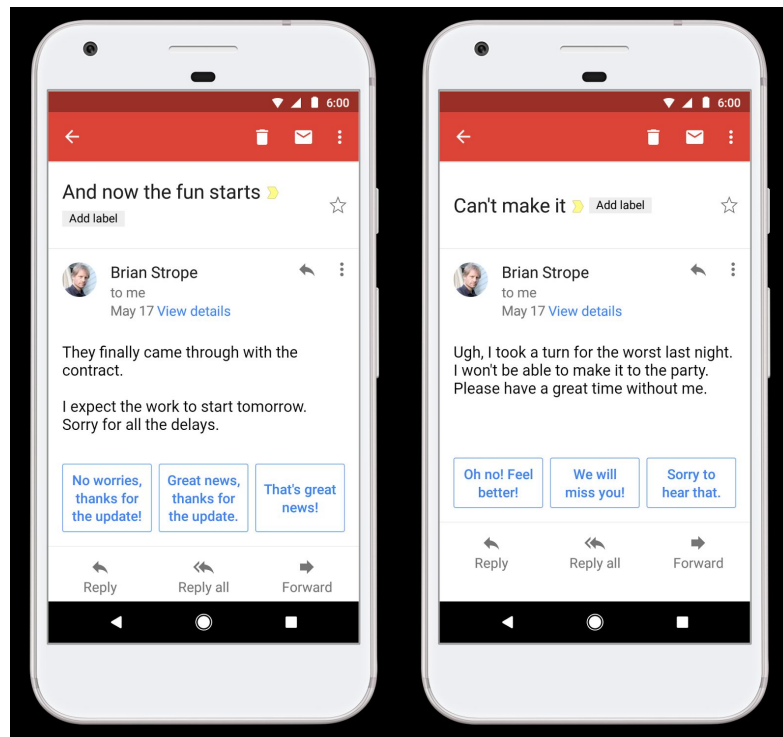 6:00
And now the fun starts
Add label
Brian Strope
to me
May 17 View details
They finally came through with the
contract.
I expect the work to start tomorrow.
Sorry for all the delays.
No worries,
thanks for
the update!
Great news,
thanks for
the update.
That's great
news!
Reply
Reply all
Forward
6:00
Can't make it Add label
Brian Strope
to me
May 17 View details
Ugh, I took a turn for the worst last night.
I won't be able to make it to the party.
Please have a great time without me.
Oh no! Feel
better!
We will
miss you!
Sorry to
hear that.
Reply
Reply all
Forward